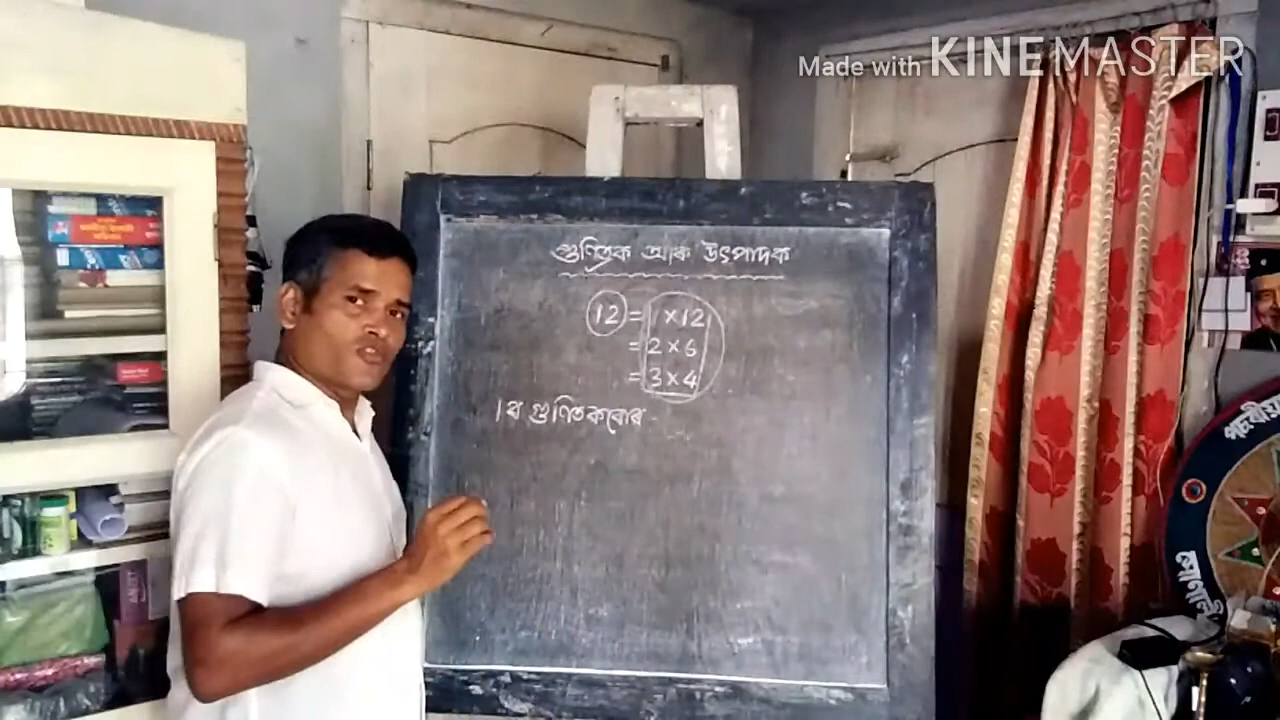 Made with KINEMASTER
গুণিতক আৰু উৎপাদক
12 = 1 × 12
= 2 × 6
= 3 × 4
1ৰ গুণিতকবোৰ -